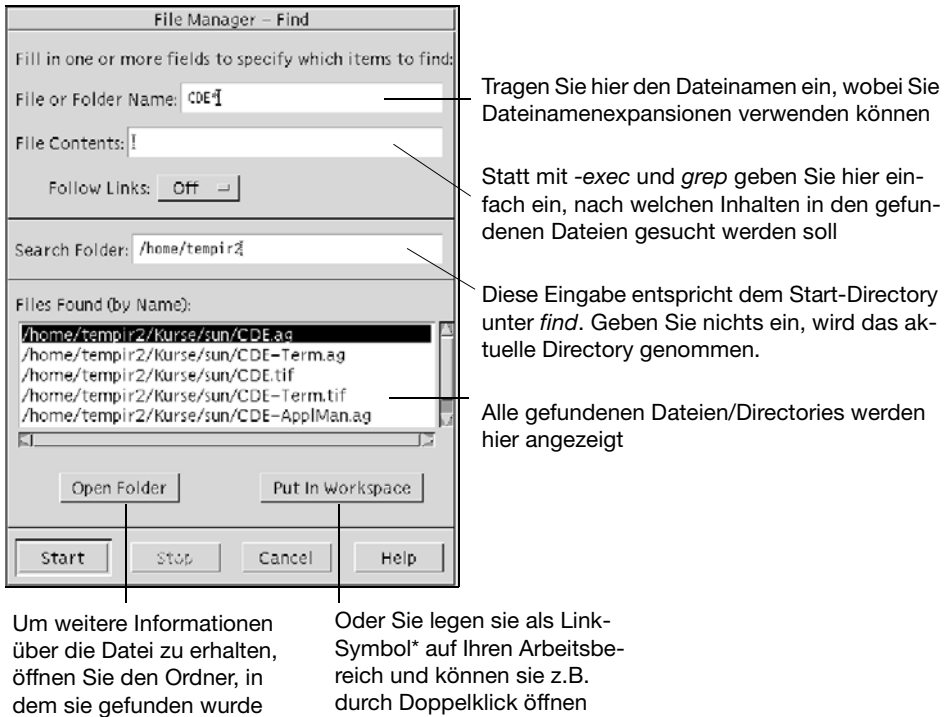 File Manager – Find
Fill in one or more fields to specify which items to find:
File or Folder Name: CDE*
Tragen Sie hier den Dateinamen ein, wobei Sie
Dateinamenexpansionen verwenden können
File Contents:
Follow Links: Off
Statt mit -exec und grep geben Sie hier ein-
fach ein, nach welchen Inhalten in den gefun-
denen Dateien gesucht werden soll
Search Folder: /home/tempir2
Diese Eingabe entspricht dem Start-Directory
unter find. Geben Sie nichts ein, wird das ak-
tuelle Directory genommen.
Files Found (by Name):
/home/tempir2/Kurse/sun/CDE.ag
/home/tempir2/Kurse/sun/CDE-Term.ag
/home/tempir2/Kurse/sun/CDE.tif
/home/tempir2/Kurse/sun/CDE-Term.tif
/home/tempir2/Kurse/sun/CDE-ApplMan.ag
Alle gefundenen Dateien/Directories werden
hier angezeigt
Open Folder
Put In Workspace
Start
Stop
Cancel
Help
Um weitere Informationen
über die Datei zu erhalten,
öffnen Sie den Ordner, in
dem sie gefunden wurde
Oder Sie legen sie als Link-
Symbol* auf Ihren Arbeitsbe-
reich und können sie z.B.
durch Doppelklick öffnen